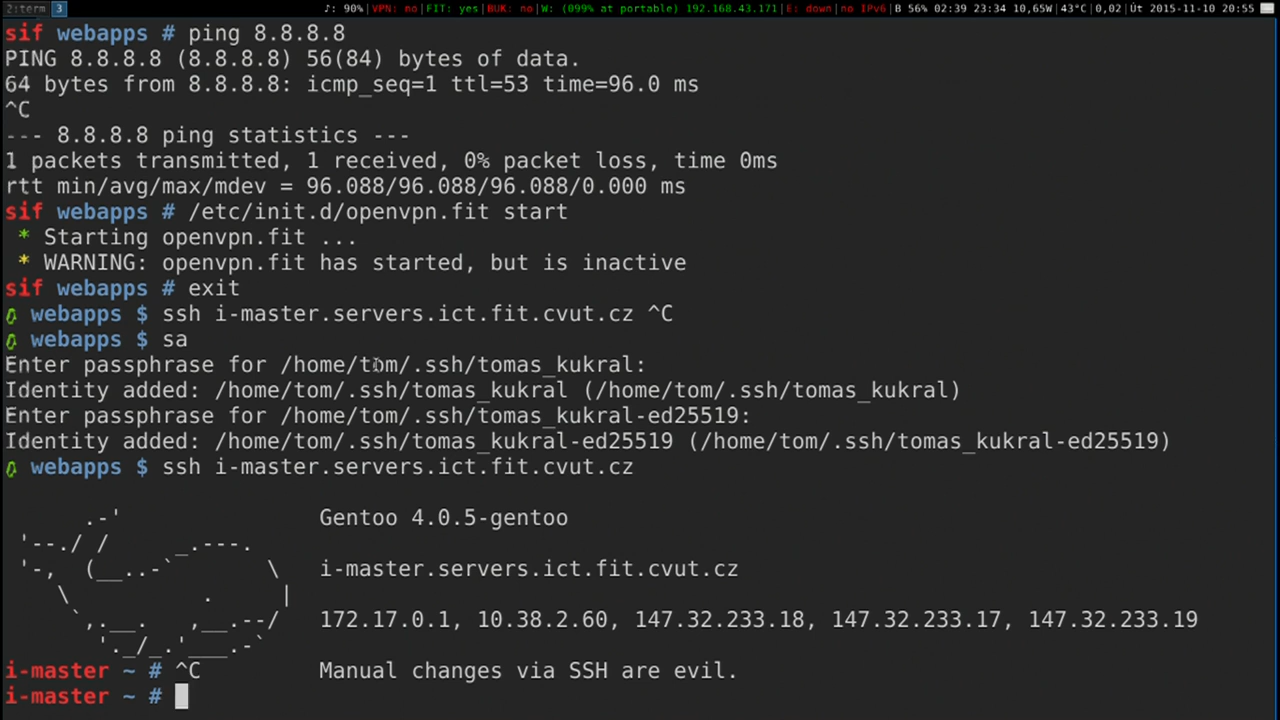 2:term 3 ♪: 90%|VPN: no|FIT: yes|BUK: no|W: (099% at portable) 192.168.43.171|E: down|no IPv6|B 56% 02:39 23:34 10,65W|43°C|0,02|Út 2015-11-10 20:55
sif webapps # ping 8.8.8.8
PING 8.8.8.8 (8.8.8.8) 56(84) bytes of data.
64 bytes from 8.8.8.8: icmp_seq=1 ttl=53 time=96.0 ms
^C
--- 8.8.8.8 ping statistics ---
1 packets transmitted, 1 received, 0% packet loss, time 0ms
rtt min/avg/max/mdev = 96.088/96.088/96.088/0.000 ms
sif webapps # /etc/init.d/openvpn.fit start
* Starting openvpn.fit ...
* WARNING: openvpn.fit has started, but is inactive
sif webapps # exit
webapps $ ssh i-master.servers.ict.fit.cvut.cz ^C
webapps $ sa
Enter passphrase for /home/tom/.ssh/tomas_kukral:
Identity added: /home/tom/.ssh/tomas_kukral (/home/tom/.ssh/tomas_kukral)
Enter passphrase for /home/tom/.ssh/tomas_kukral-ed25519:
Identity added: /home/tom/.ssh/tomas_kukral-ed25519 (/home/tom/.ssh/tomas_kukral-ed25519)
webapps $ ssh i-master.servers.ict.fit.cvut.cz
Gentoo 4.0.5-gentoo
i-master.servers.ict.fit.cvut.cz
172.17.0.1, 10.38.2.60, 147.32.233.18, 147.32.233.17, 147.32.233.19
i-master ~ # ^C Manual changes via SSH are evil.
i-master ~ #